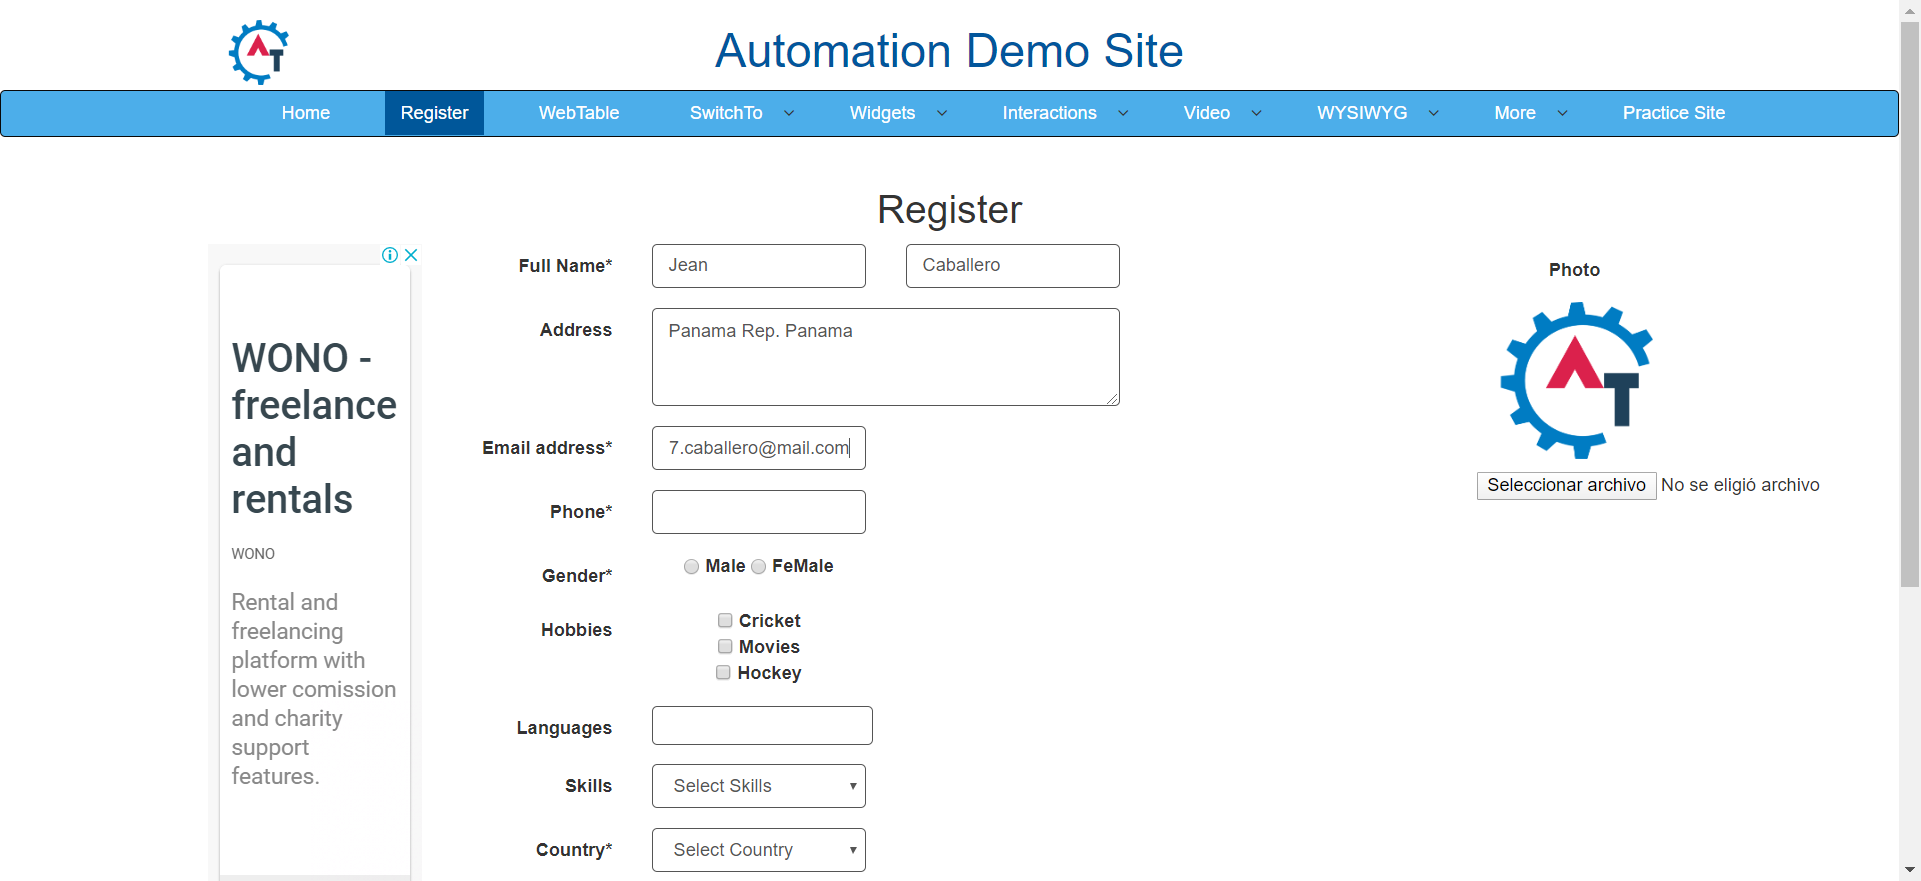 AT
Automation Demo Site
Home Register WebTable SwitchTo Widgets Interactions Video WYSIWYG More Practice Site
Register
WONO -
freelance
and
rentals
WONO
Rental and
freelancing
platform with
lower comission
and charity
support
features.
Full Name* Jean Caballero
Address Panama Rep. Panama
Email address* 7.caballero@mail.com
Phone*
Gender* Male FeMale
Hobbies Cricket
Movies
Hockey
Languages
Skills Select Skills
Country* Select Country
Photo
AT
Seleccionar archivo No se eligió archivo